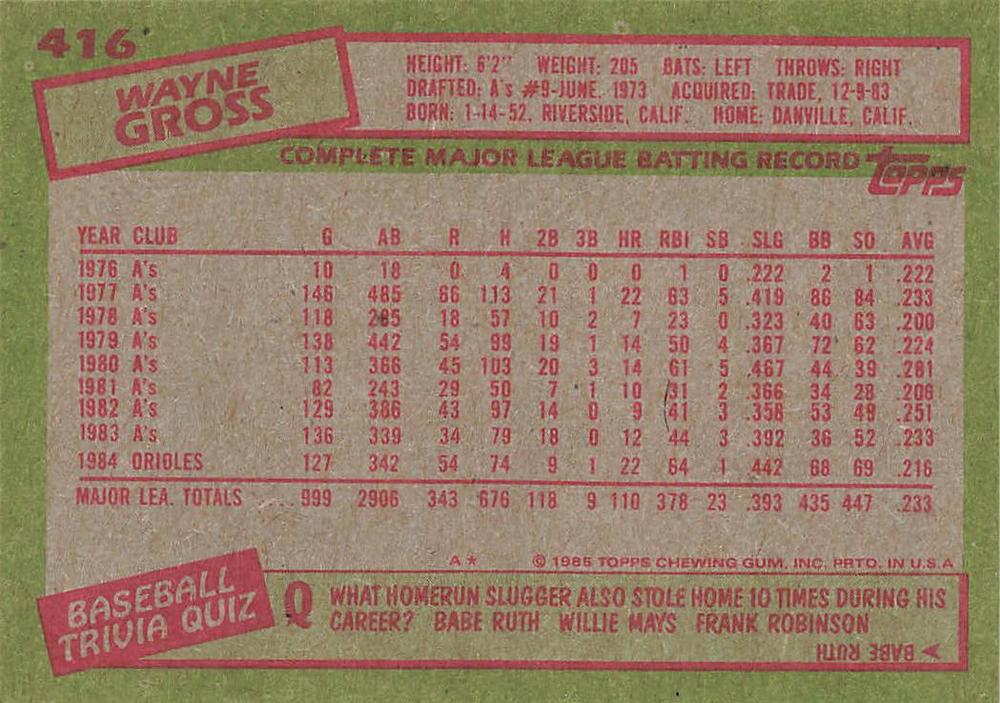 416
WAYNE
GROSS
HEIGHT: 6'2" WEIGHT: 205 BATS: LEFT THROWS: RIGHT
DRAFTED: A's #9-JUNE, 1973 ACQUIRED: TRADE, 12-9-83
BORN: 1-14-52, RIVERSIDE, CALIF. HOME: DANVILLE, CALIF.
COMPLETE MAJOR LEAGUE BATTING RECORD
topps
YEAR CLUB G AB R H 2B 3B HR RBI SB SLG BB SO AVG
1976 A's 10 18 0 4 0 0 0 1 0 .222 2 1 .222
1977 A's 146 485 66 113 21 1 22 63 5 .419 86 84 .233
1978 A's 118 285 18 57 10 2 7 23 0 .323 40 63 .200
1979 A's 138 442 54 99 19 1 14 50 4 .367 72 62 .224
1980 A's 113 366 45 103 20 3 14 61 5 .467 44 39 .281
1981 A's 82 243 29 50 7 1 10 31 2 .366 34 28 .206
1982 A's 129 386 43 97 14 0 9 41 3 .358 53 49 .251
1983 A's 136 339 34 79 18 0 12 44 3 .392 36 52 .233
1984 ORIOLES 127 342 54 74 9 1 22 64 1 .442 68 69 .216
MAJOR LEA. TOTALS .... 999 2906 343 676 118 9 110 378 23 .393 435 447 .233
A* © 1985 TOPPS CHEWING GUM, INC. PRTD. IN U.S.A
BASEBALL
TRIVIA QUIZ
Q WHAT HOMERUN SLUGGER ALSO STOLE HOME 10 TIMES DURING HIS
CAREER? BABE RUTH WILLIE MAYS FRANK ROBINSON
BABE RUTH